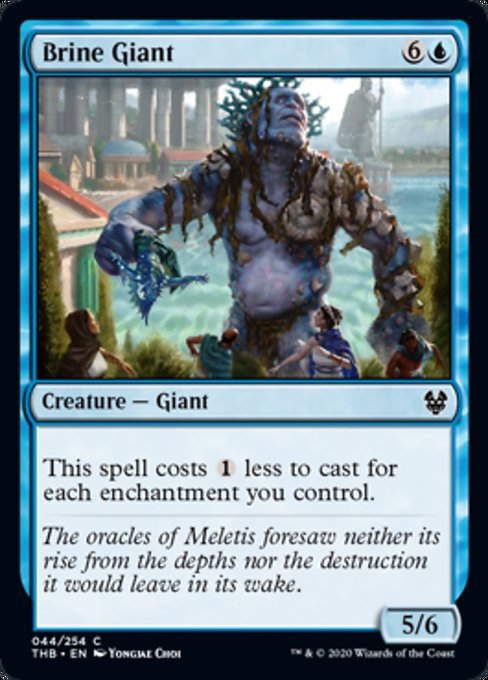 Brine Giant 6
Creature — Giant
This spell costs 1 less to cast for
each enchantment you control.
The oracles of Meletis foresaw neither its
rise from the depths nor the destruction
it would leave in its wake.
5/6
044/254 C
THB • EN Yongjae Choi
™ & © 2020 Wizards of the Coast